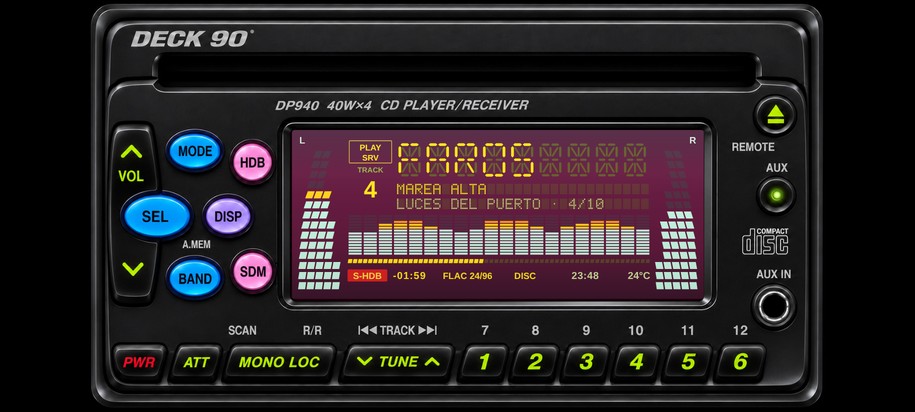 DECK 90
DP940 40W×4 CD PLAYER/RECEIVER
VOL
MODE
HDB
SEL
DISP
A.MEM
BAND
SDM
L
R
PLAY
SRV
TRACK
4
FAROS
MAREA ALTA
LUCES DEL PUERTO · 4/10
S-HDB -01:59 FLAC 24/96 DISC 23:48 24°C
REMOTE
AUX
COMPACT
disc
AUX IN
SCAN R/R TRACK 7 8 9 10 11 12
PWR ATT MONO LOC TUNE 1 2 3 4 5 6